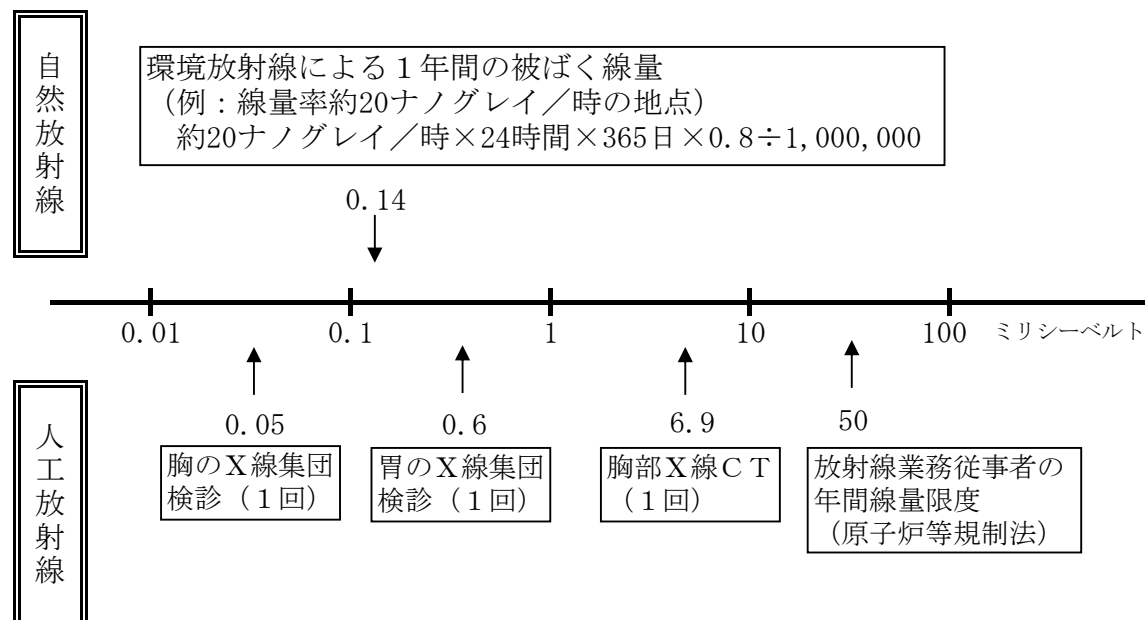 自然放射線
環境放射線による１年間の被ばく線量
（例：線量率約20ナノグレイ／時の地点）
約20ナノグレイ／時×24時間×365日×0.8÷1,000,000
0.14
0.01 0.1 1 10 100 ミリシーベルト
人工放射線
0.05 0.6 6.9 50
胸のＸ線集団
検診（１回）
胃のＸ線集団
検診（１回）
胸部Ｘ線ＣＴ
（１回）
放射線業務従事者の
年間線量限度
（原子炉等規制法）